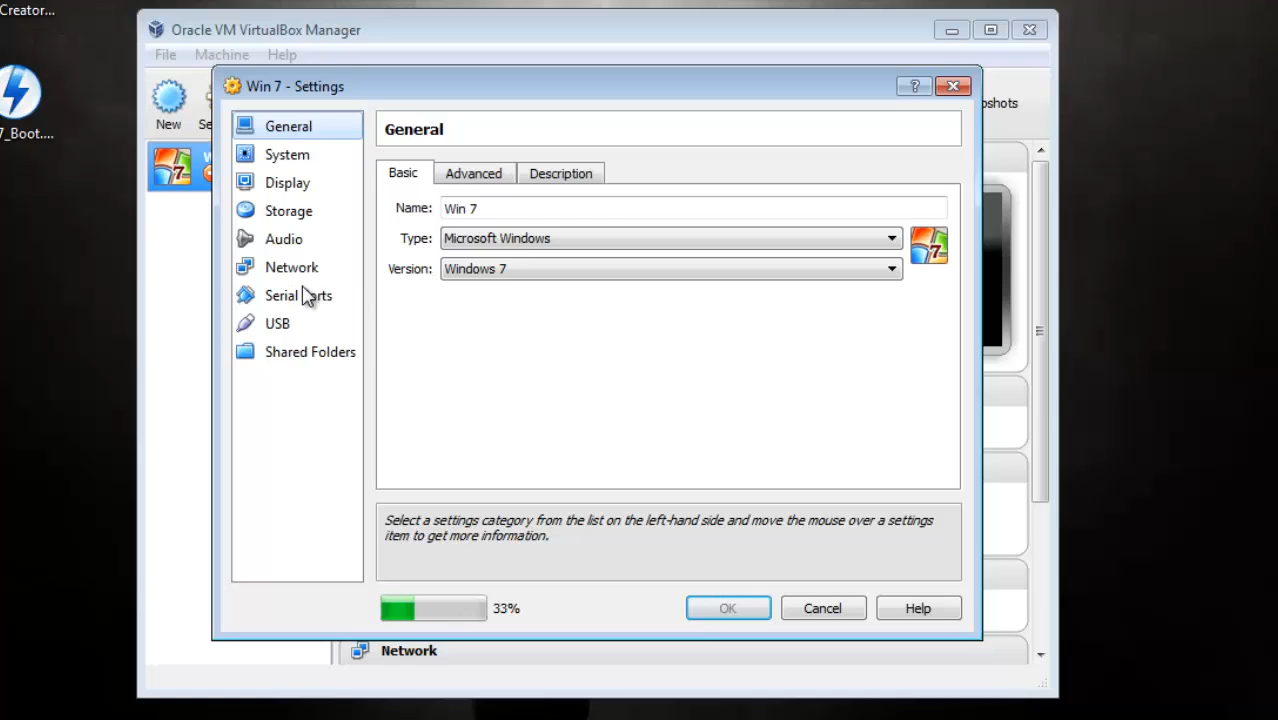 Creator...
7_Boot....
Oracle VM VirtualBox Manager
File Machine Help
New
Win 7 - Settings
General
System
Display
Storage
Audio
Network
Serial
USB
Shared Folders
General
Basic Advanced Description
Name: Win 7
Type: Microsoft Windows
Version: Windows 7
7
Select a settings category from the list on the left-hand side and move the mouse over a settings
item to get more information.
33%
OK Cancel Help
Network